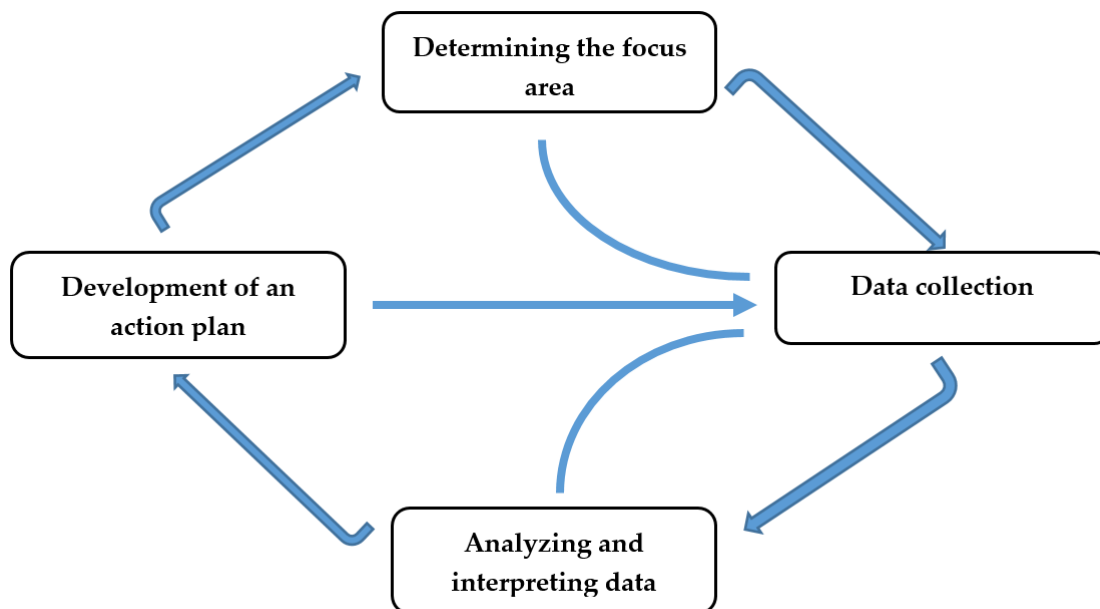 Determining the focus
area
Development of an
action plan
Data collection
Analyzing and
interpreting data